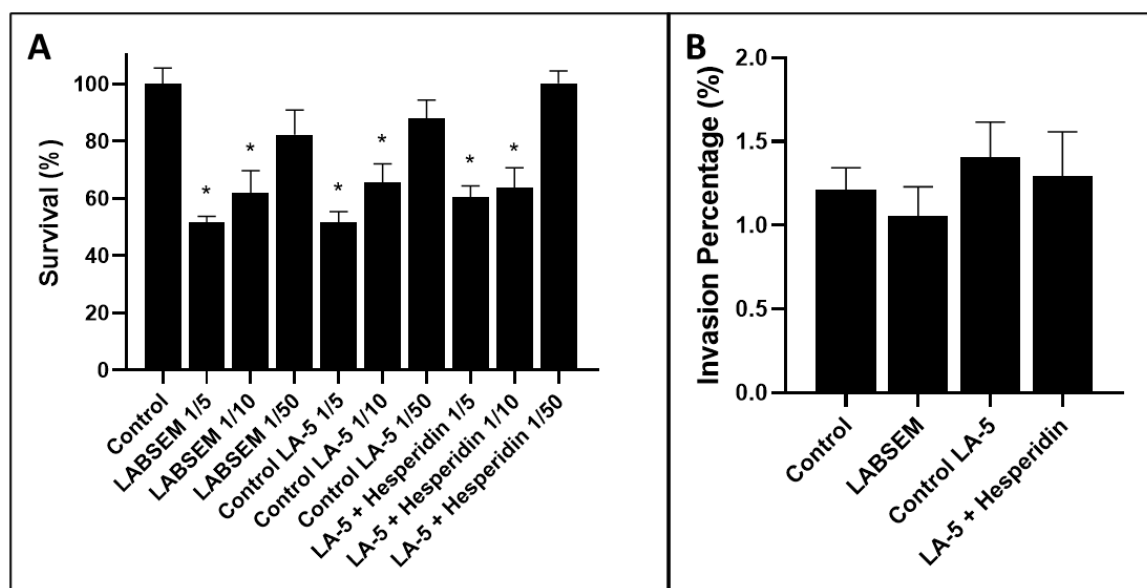 A
Survival (%)
100
80
60
40
20
0
*
*
*
*
*
*
Control
LABSEM 1/5
LABSEM 1/10
LABSEM 1/50
Control LA-5 1/5
Control LA-5 1/10
Control LA-5 1/50
LA-5 + Hesperidin 1/5
LA-5 + Hesperidin 1/10
LA-5 + Hesperidin 1/50
B
Invasion Percentage (%)
2.0
1.5
1.0
0.5
0.0
Control
LABSEM
Control LA-5
LA-5 + Hesperidin